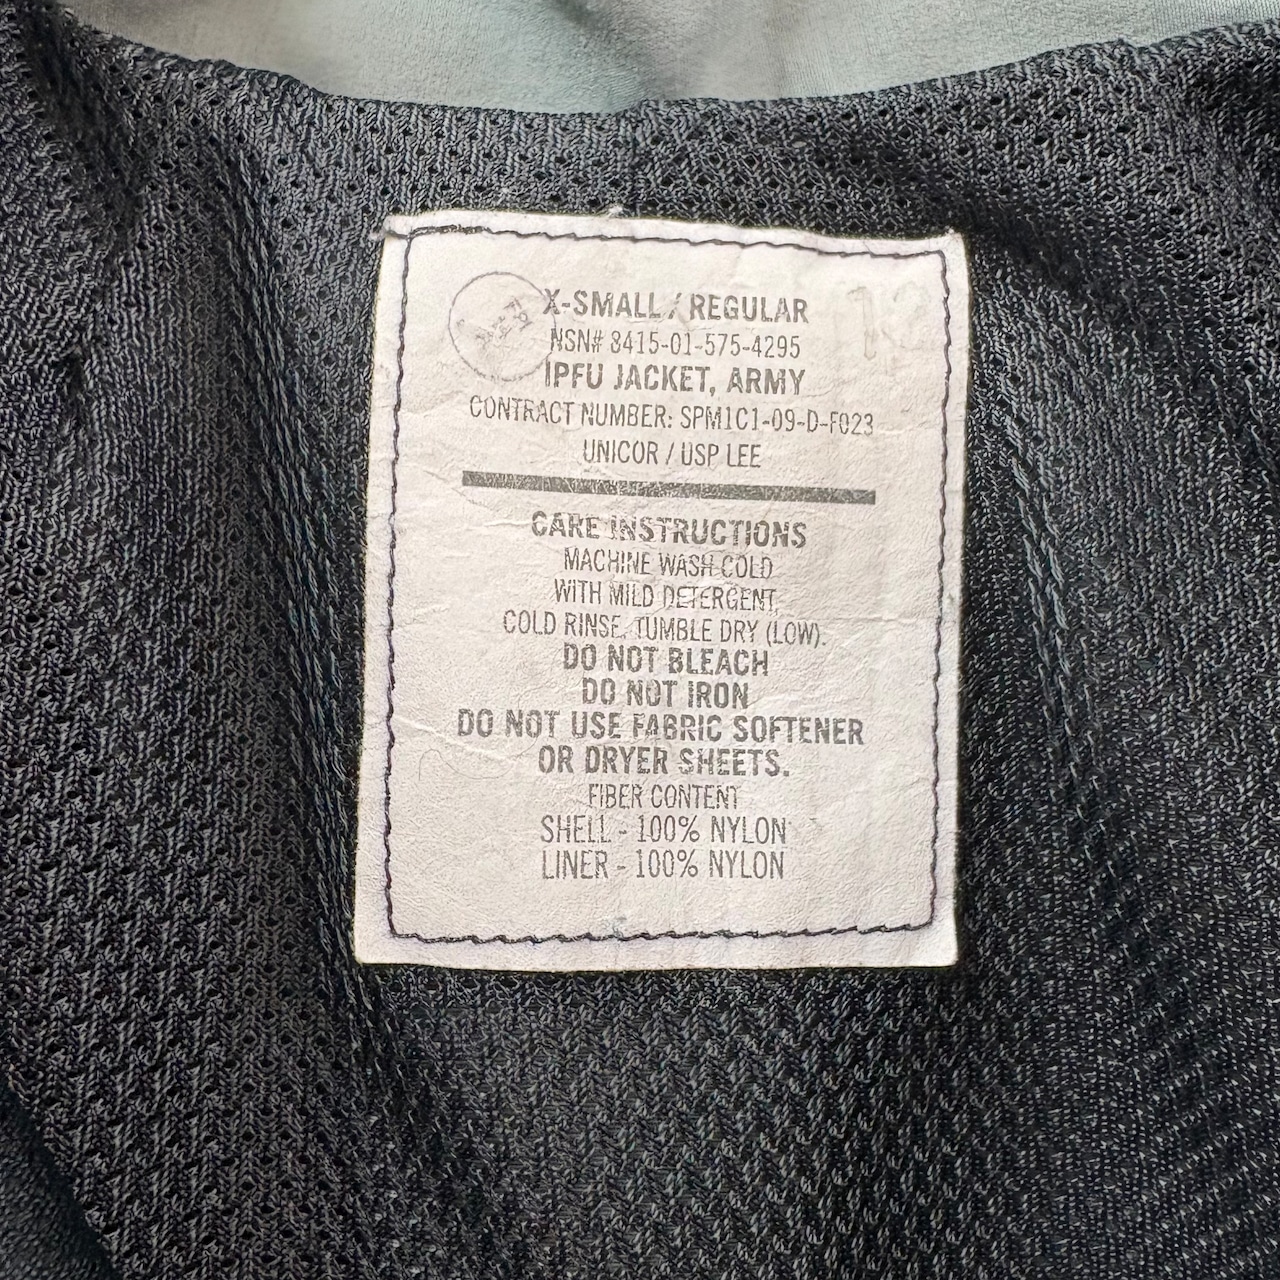 X-SMALL / REGULAR
NSN# 8415-01-575-4295
IPFU JACKET, ARMY
CONTRACT NUMBER: SPM1C1-09-D-F023
UNICOR / USP LEE
CARE INSTRUCTIONS
MACHINE WASH COLD
WITH MILD DETERGENT,
COLD RINSE. TUMBLE DRY (LOW).
DO NOT BLEACH
DO NOT IRON
DO NOT USE FABRIC SOFTENER
OR DRYER SHEETS.
FIBER CONTENT
SHELL - 100% NYLON
LINER - 100% NYLON